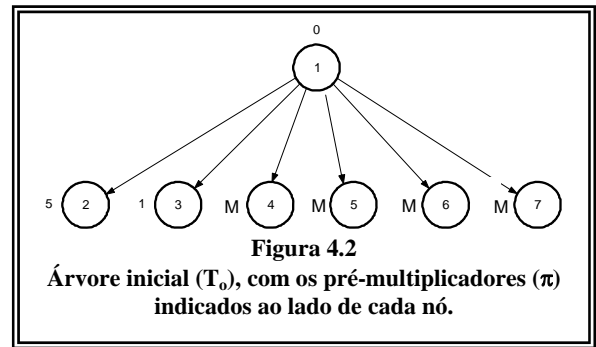 0
1
5 2 1 3 M 4 M 5 M 6 M 7
Figura 4.2
Árvore inicial (To), com os pré-multiplicadores (π)
indicados ao lado de cada nó.